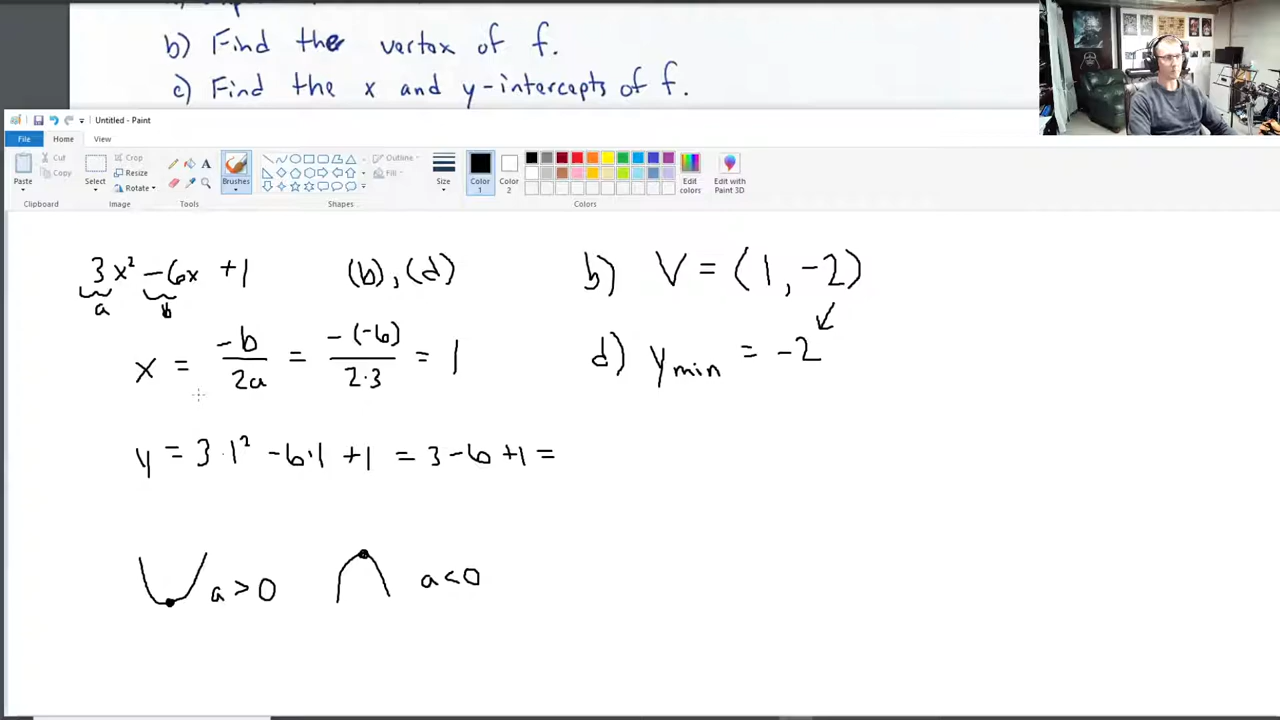 b) Find the vertex of f.
c) Find the x and y-intercepts of f.
Untitled - Paint
File Home View
Paste Cut Copy Select Crop Resize Rotate Brushes Outline Fill Size Color 1 Color 2 Edit colors Edit with Paint 3D
Clipboard Image Tools Shapes Colors
3x² -6x +1 (b), (d)
a b
x = -b/2a = -(-6)/2·3 = 1
y = 3·1² -6·1 +1 = 3-6+1 =
a > 0 a < 0
b) V = (1, -2)
d) y min = -2